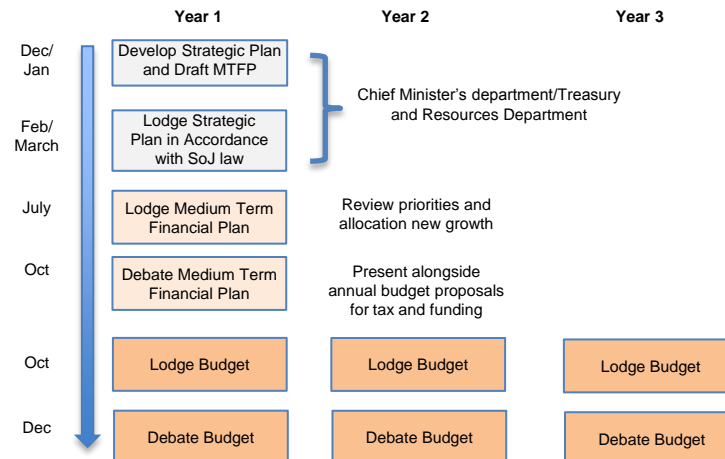 Year 1
Year 2
Year 3
Dec/
Jan
Develop Strategic Plan
and Draft MTFP
Chief Minister's department/Treasury
and Resources Department
Feb/
March
Lodge Strategic
Plan in Accordance
with SoJ law
July
Lodge Medium Term
Financial Plan
Review priorities and
allocation new growth
Oct
Debate Medium Term
Financial Plan
Present alongside
annual budget proposals
for tax and funding
Oct
Lodge Budget
Lodge Budget
Lodge Budget
Dec
Debate Budget
Debate Budget
Debate Budget